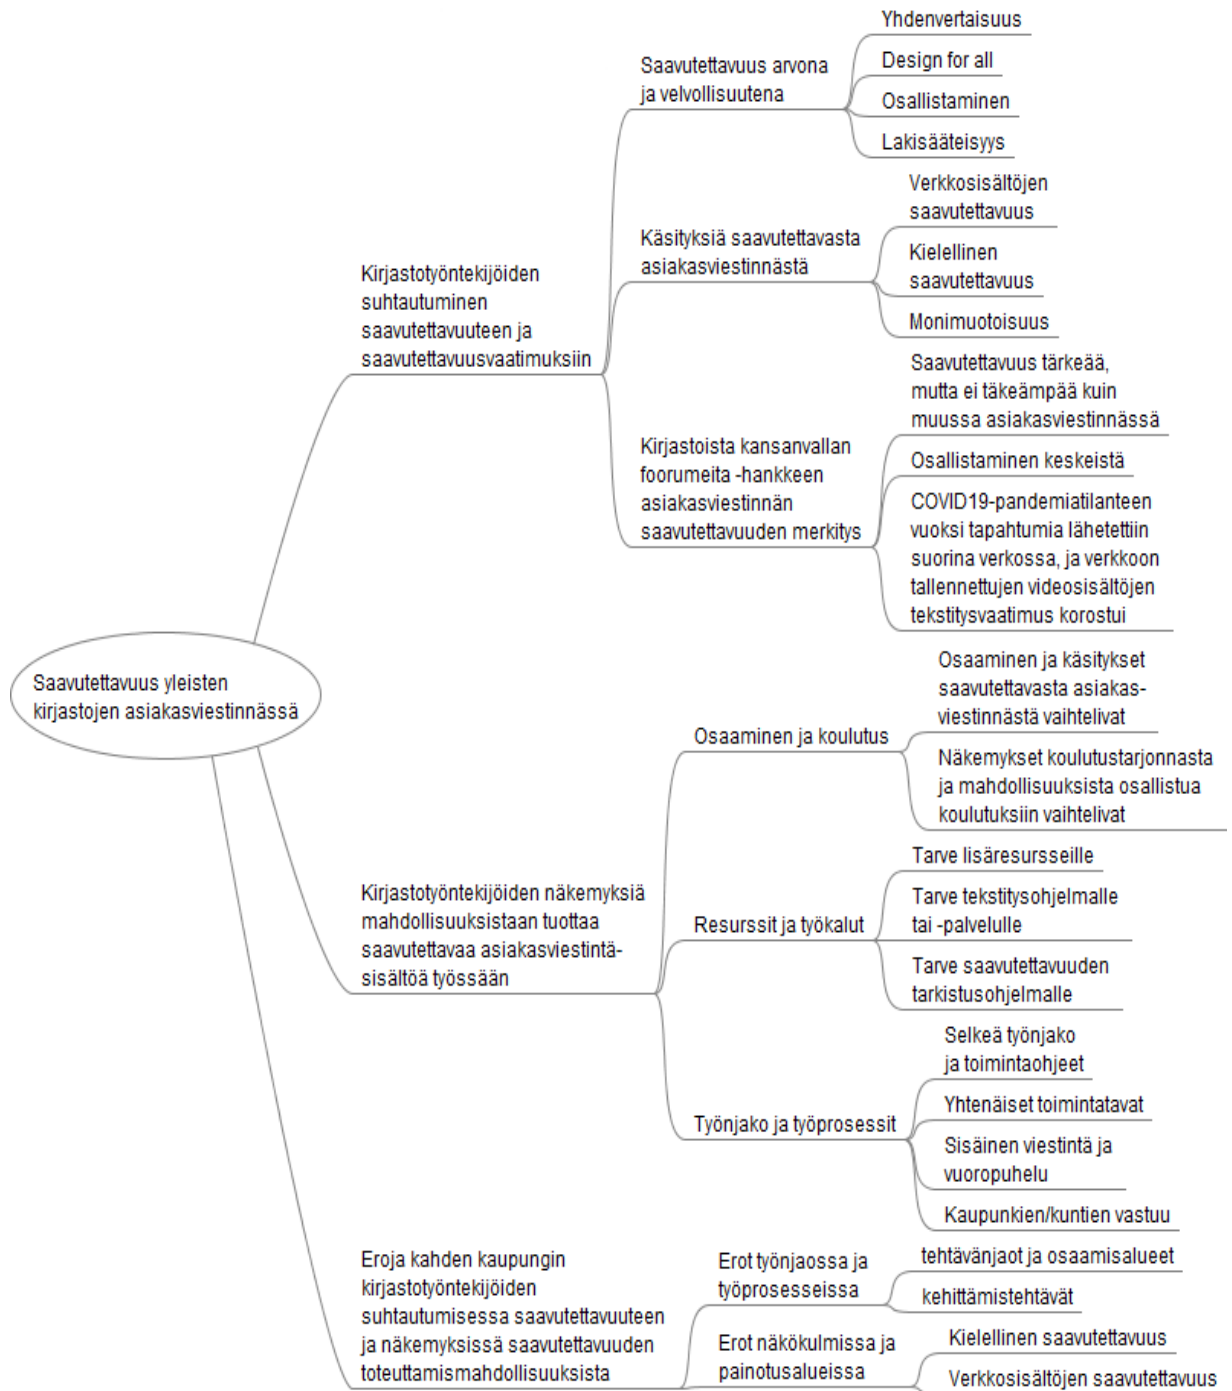 Saavutettavuus yleisten
kirjastojen asiakasviestinnässä
Kirjastotyöntekijöiden
suhtautuminen
saavutettavuuteen ja
saavutettavuusvaatimuksiin
Saavutettavuus arvona
ja velvollisuutena
Yhdenvertaisuus
Design for all
Osallistaminen
Lakisääteisyys
Käsityksiä saavutettavasta
asiakasviestinnästä
Verkkosisältöjen
saavutettavuus
Kielellinen
saavutettavuus
Monimuotoisuus
Kirjastoista kansanvallan
foorumeita -hankkeen
asiakasviestinnän
saavutettavuuden merkitys
Saavutettavuus tärkeää,
mutta ei täkeämpää kuin
muussa asiakasviestinnässä
Osallistaminen keskeistä
COVID19-pandemiatilanteen
vuoksi tapahtumia lähetettiin
suorina verkossa, ja verkkoon
tallennettujen videosisältöjen
tekstitysvaatimus korostui
Kirjastotyöntekijöiden näkemyksiä
mahdollisuuksistaan tuottaa
saavutettavaa asiakasviestintä-
sisältöä työssään
Osaaminen ja koulutus
Osaaminen ja käsitykset
saavutettavasta asiakas-
viestinnästä vaihtelivat
Näkemykset koulutustarjonnasta
ja mahdollisuuksista osallistua
koulutuksiin vaihtelivat
Resurssit ja työkalut
Tarve lisäresursseille
Tarve tekstitysohjelmalle
tai -palvelulle
Tarve saavutettavuuden
tarkistusohjelmalle
Työnjako ja työprosessit
Selkeä työnjako
ja toimintaohjeet
Yhtenäiset toimintatavat
Sisäinen viestintä ja
vuoropuhelu
Kaupunkien/kuntien vastuu
Eroja kahden kaupungin
kirjastotyöntekijöiden
suhtautumisessa saavutettavuuteen
ja näkemyksissä saavutettavuuden
toteuttamismahdollisuuksista
Erot työnjaossa ja
työprosesseissa
tehtävänjaot ja osaamisalueet
kehittämistehtävät
Erot näkökulmissa ja
painotusalueissa
Kielellinen saavutettavuus
Verkkosisältöjen saavutettavuus